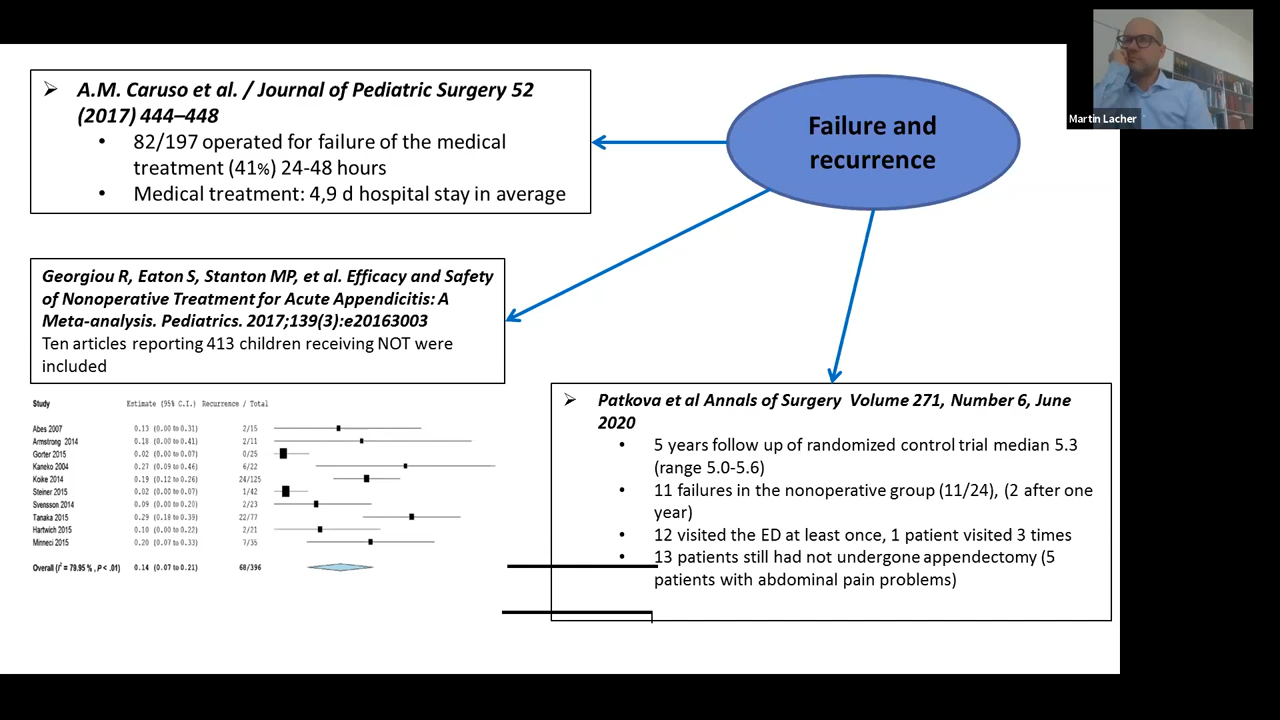 Martin Lacher
Failure and
recurrence
➢ A.M. Caruso et al. / Journal of Pediatric Surgery 52
(2017) 444–448
• 82/197 operated for failure of the medical
treatment (41%) 24-48 hours
• Medical treatment: 4,9 d hospital stay in average
Georgiou R, Eaton S, Stanton MP, et al. Efficacy and Safety
of Nonoperative Treatment for Acute Appendicitis: A
Meta-analysis. Pediatrics. 2017;139(3):e20163003
Ten articles reporting 413 children receiving NOT were
included
Study Estimate (95% C.I.) Recurrence / Total
Abes 2007 0.13 (0.00 to 0.31) 2/15
Armstrong 2014 0.18 (0.00 to 0.41) 2/11
Gorter 2015 0.02 (0.00 to 0.07) 0/25
Kaneko 2004 0.27 (0.09 to 0.46) 6/22
Koike 2014 0.19 (0.12 to 0.26) 24/125
Steiner 2015 0.02 (0.00 to 0.07) 1/42
Svensson 2014 0.09 (0.00 to 0.20) 2/23
Tanaka 2015 0.29 (0.18 to 0.39) 22/77
Hartwich 2015 0.10 (0.00 to 0.22) 2/21
Minneci 2015 0.20 (0.07 to 0.33) 7/35
Overall (I² = 79.95 % , P < .01) 0.14 (0.07 to 0.21) 68/396
➢ Patkova et al Annals of Surgery Volume 271, Number 6, June
2020
• 5 years follow up of randomized control trial median 5.3
(range 5.0-5.6)
• 11 failures in the nonoperative group (11/24), (2 after one
year)
• 12 visited the ED at least once, 1 patient visited 3 times
• 13 patients still had not undergone appendectomy (5
patients with abdominal pain problems)